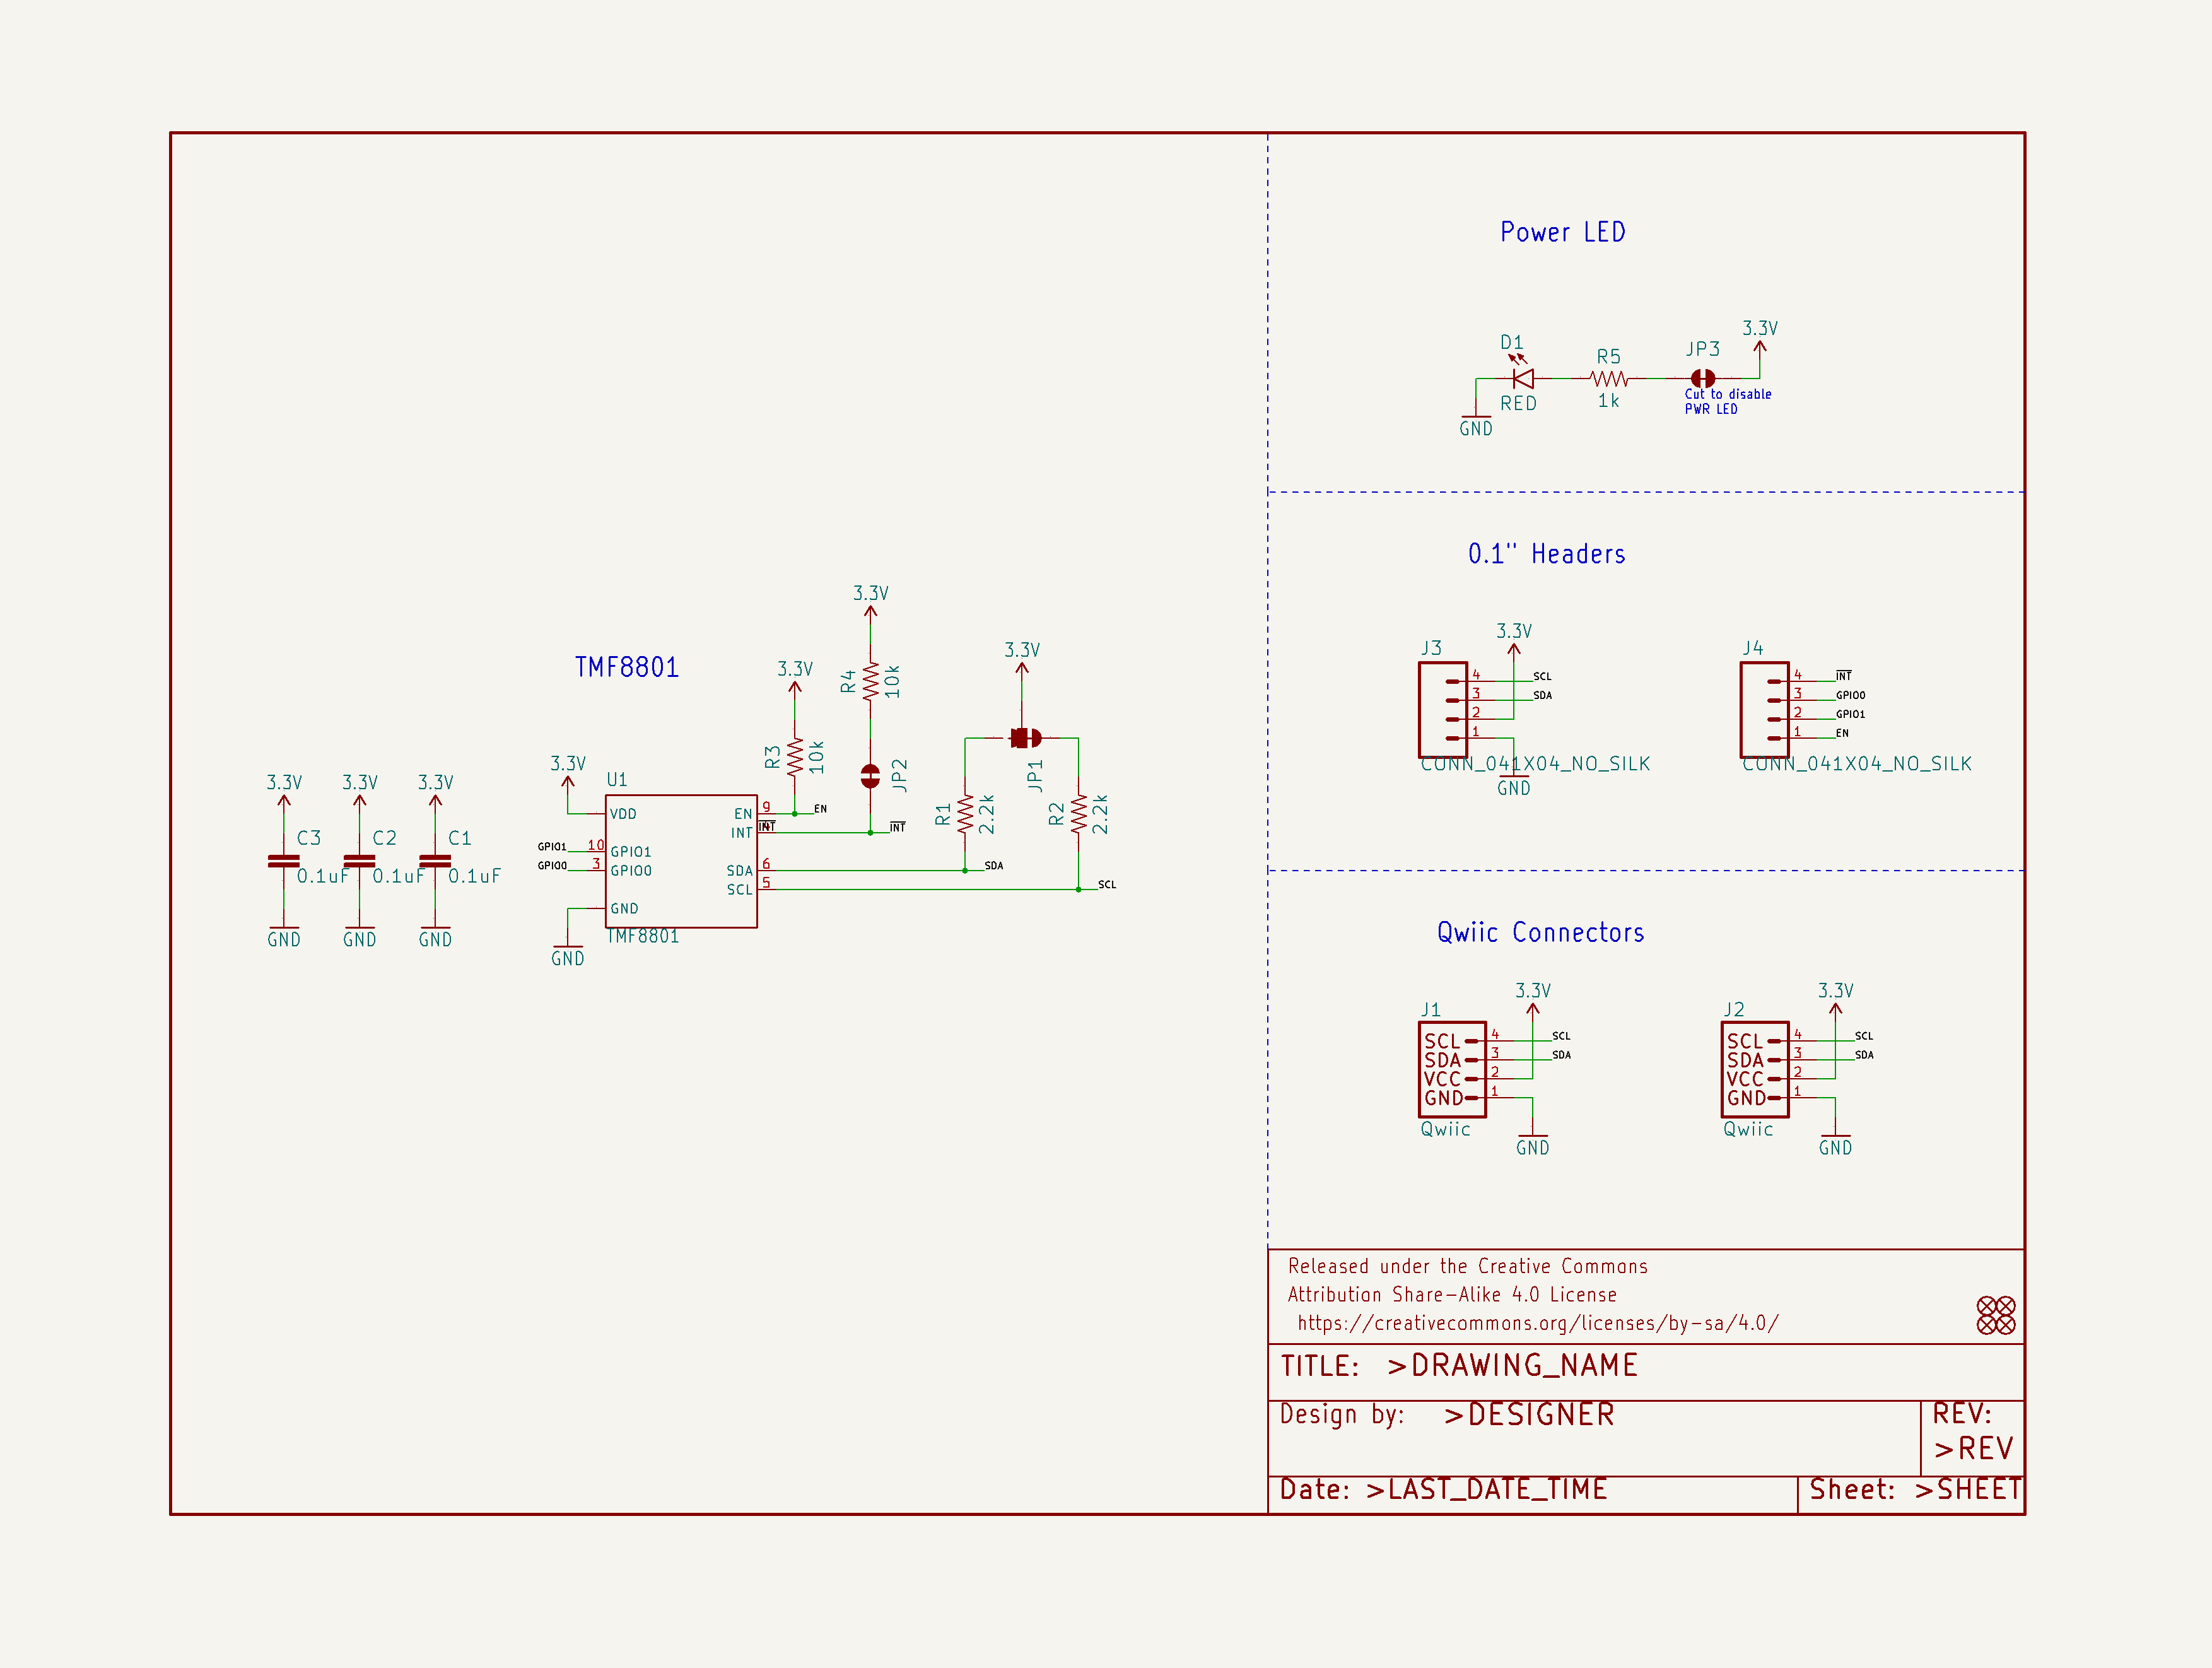 Power LED
3.3V
D1
R5
JP3
RED
1k
Cut to disable
PWR LED
GND
0.1" Headers
3.3V
J3
4
SCL
3
SDA
2
1
CONN_041X04_NO_SILK
GND
J4
4
INT
3
GPIO0
2
GPIO1
1
EN
CONN_041X04_NO_SILK
TMF8801
3.3V
R4
10k
3.3V
R3
10k
JP2
3.3V
JP1
R1
2.2k
R2
2.2k
3.3V
C3
0.1uF
GND
3.3V
C2
0.1uF
GND
3.3V
C1
0.1uF
GND
3.3V
U1
VDD
EN
9
EN
INT
INT
INT
GPIO1
10
GPIO1
GPIO0
3
GPIO0
SDA
6
SDA
SCL
5
SCL
GND
TMF8801
GND
Qwiic Connectors
3.3V
J1
SCL
4
SCL
SDA
3
SDA
VCC
2
GND
1
Qwiic
GND
3.3V
J2
SCL
4
SCL
SDA
3
SDA
VCC
2
GND
1
Qwiic
GND
Released under the Creative Commons
Attribution Share-Alike 4.0 License
https://creativecommons.org/licenses/by-sa/4.0/
TITLE: >DRAWING_NAME
Design by: >DESIGNER
REV:
>REV
Date: >LAST_DATE_TIME
Sheet: >SHEET